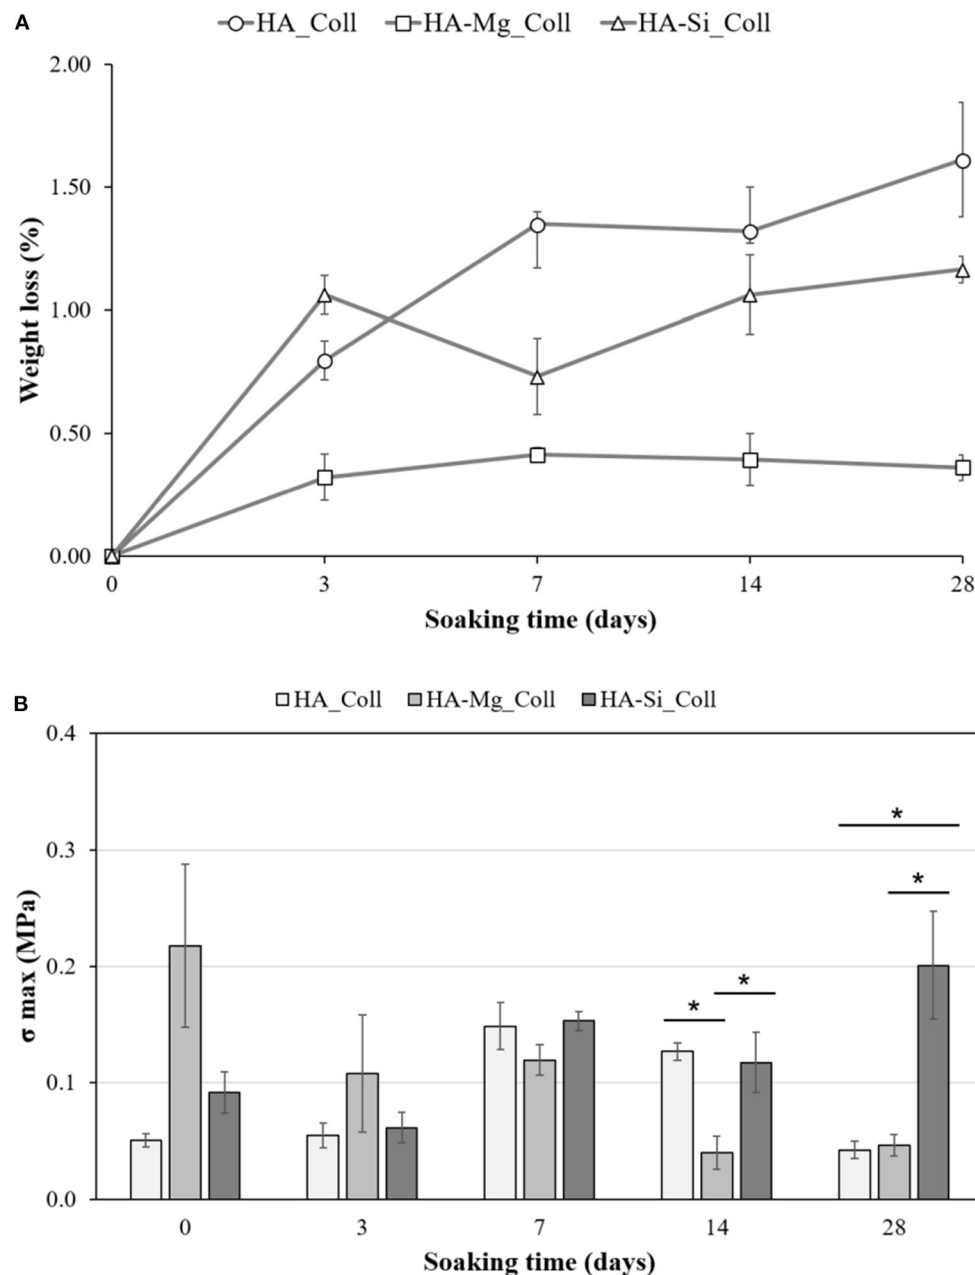 A
HA_Coll HA-Mg_Coll HA-Si_Coll
2.00
1.50
1.00
0.50
0.00
Weight loss (%)
0 3 7 14 28
Soaking time (days)
B
HA_Coll HA-Mg_Coll HA-Si_Coll
0.4
0.3
0.2
0.1
0.0
σ max (MPa)
*
*
*
*
0 3 7 14 28
Soaking time (days)